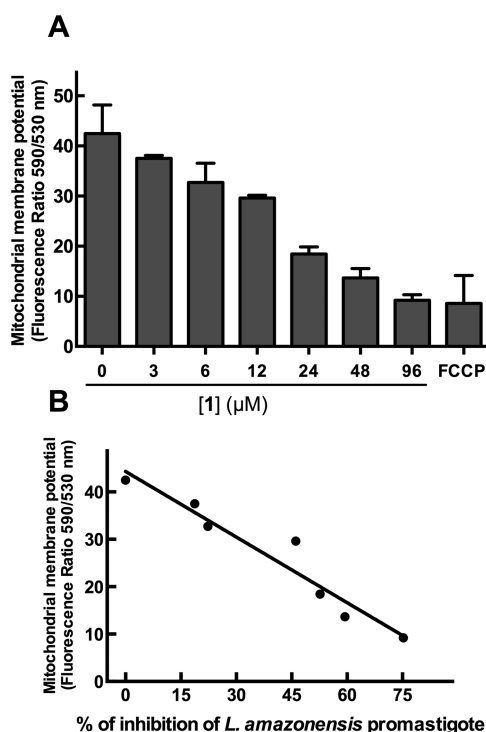 A
Mitochondrial membrane potential
(Fluorescence Ratio 590/530 nm)
50
40
30
20
10
0
0 3 6 12 24 48 96 FCCP
[1] (µM)
B
Mitochondrial membrane potential
(Fluorescence Ratio 590/530 nm)
40
30
20
10
0
0 15 30 45 60 75
% of inhibition of L. amazonensis promastigote